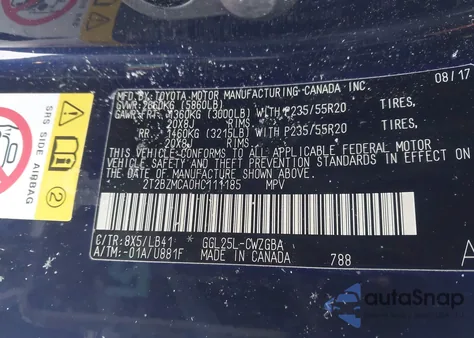 MFD.BY:TOYOTA MOTOR MANUFACTURING-CANADA INC. 08/17
GVWR:2660KG (5860LB)
GAWR:FRT. 1360KG (3000LB) WITH P235/55R20 TIRES,
20X8J RIMS
RR. 1460KG (3215LB) WITH P235/55R20 TIRES,
20X8J RIMS
THIS VEHICLE CONFORMS TO ALL APPLICABLE FEDERAL MOTOR
VEHICLE SAFETY AND THEFT PREVENTION STANDARDS IN EFFECT ON
THE DATE OF MANUFACTURE SHOWN ABOVE.
2T2BZMCA0HC111185 MPV
C/TR:8X5/LB41 * GGL25L-CWZGBA
A/TM:-01A/U881F MADE IN CANADA 788
SRS SIDE AIRBAG
2
autoSnap